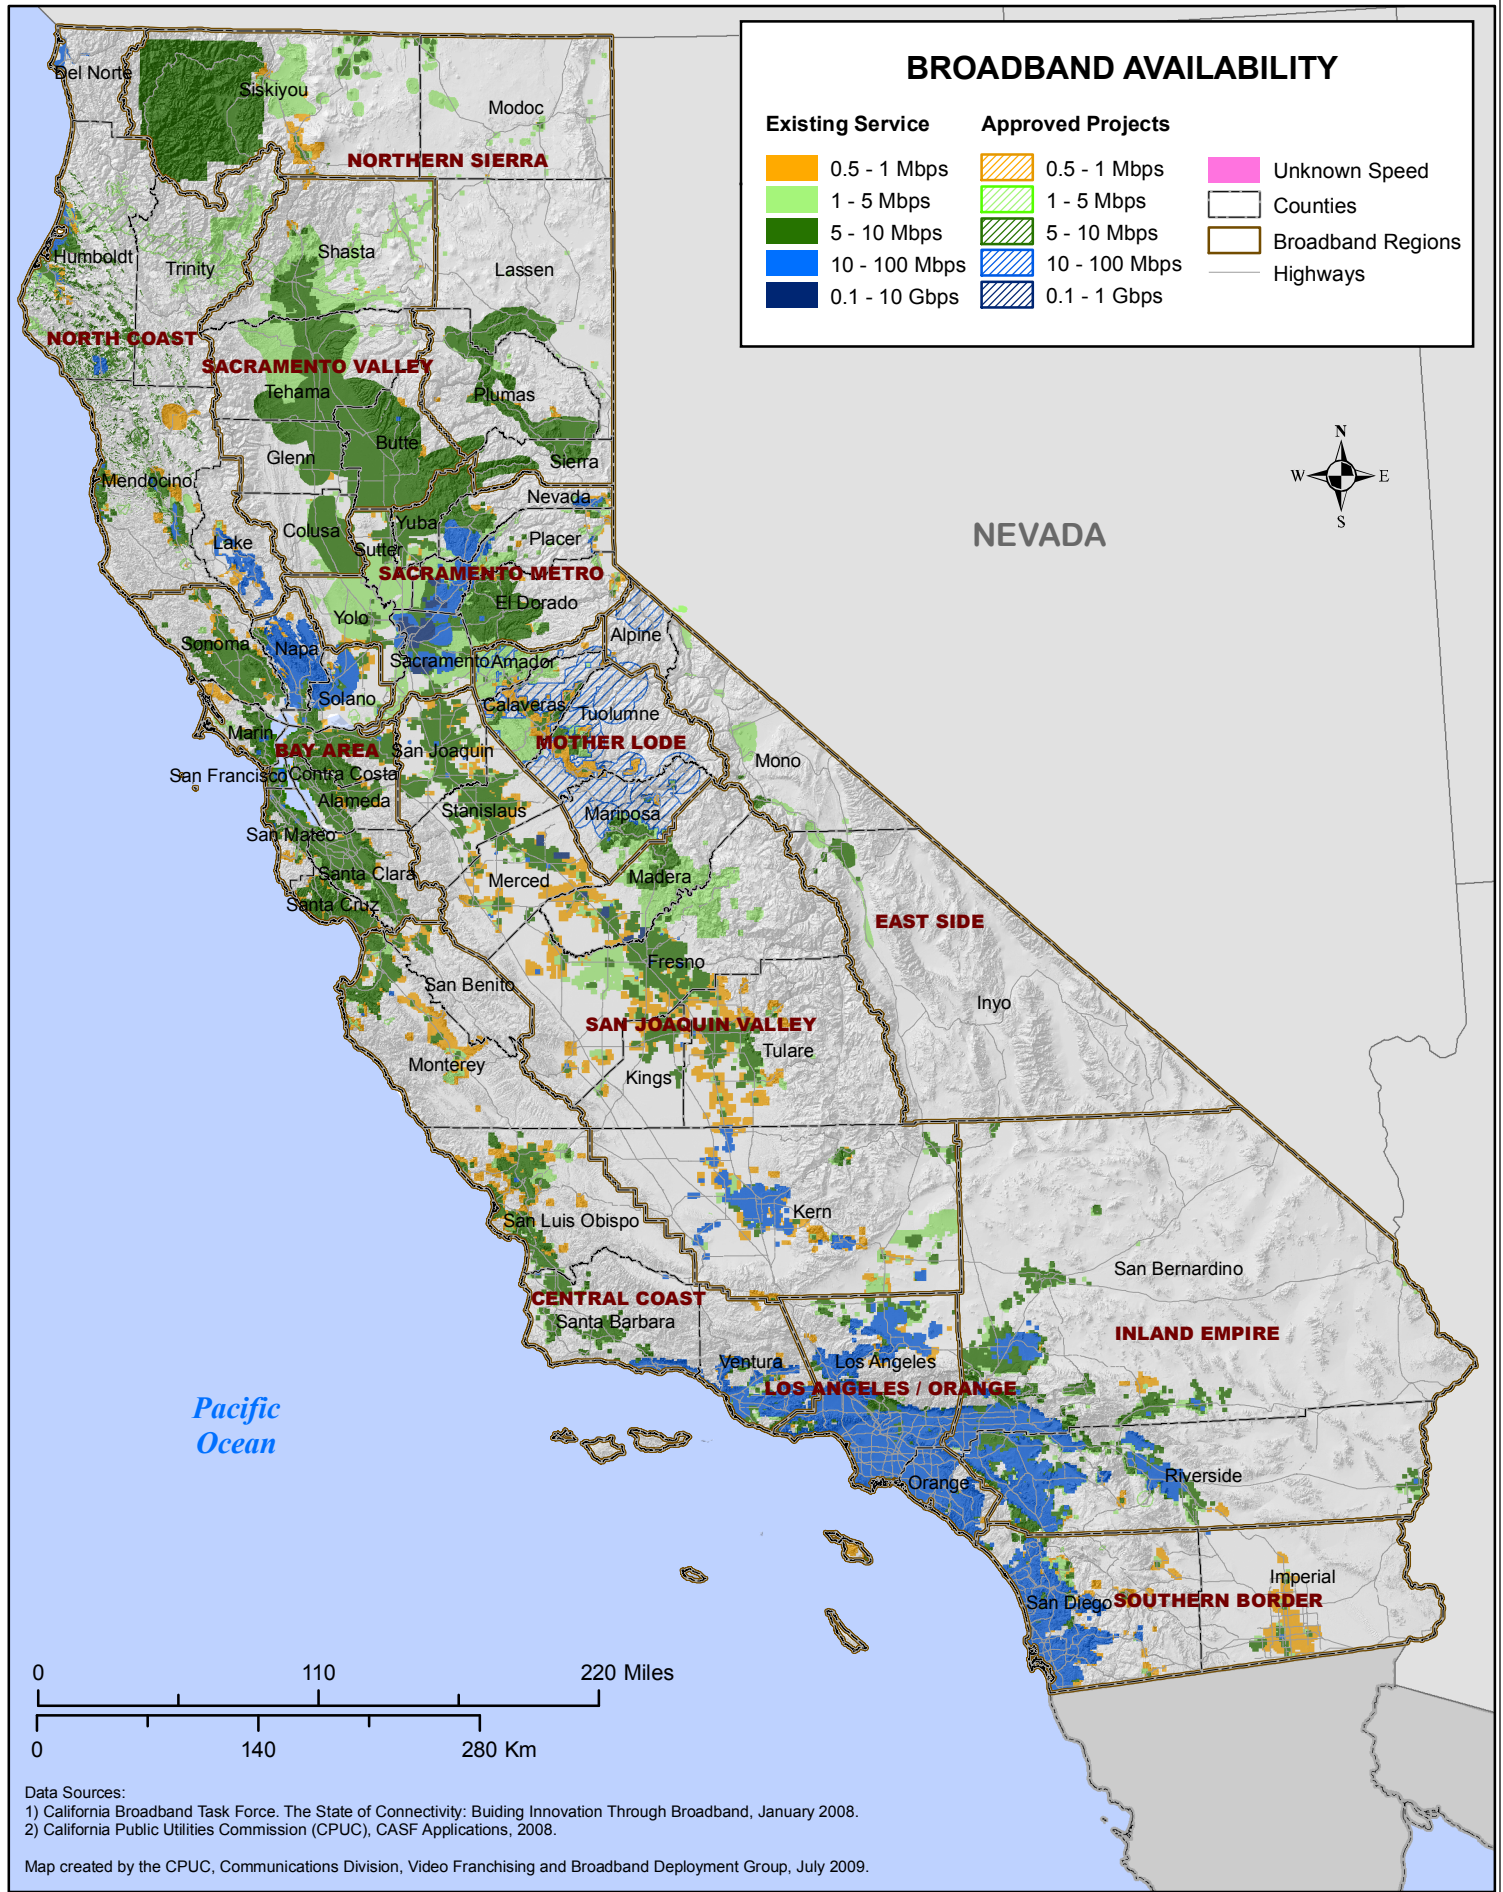 BROADBAND AVAILABILITY
Existing Service
0.5 - 1 Mbps
1 - 5 Mbps
5 - 10 Mbps
10 - 100 Mbps
0.1 - 10 Gbps
Approved Projects
0.5 - 1 Mbps
1 - 5 Mbps
5 - 10 Mbps
10 - 100 Mbps
0.1 - 1 Gbps
Unknown Speed
Counties
Broadband Regions
Highways
Del Norte
Siskiyou
Modoc
NORTHERN SIERRA
Humboldt
Trinity
Shasta
Lassen
NORTH COAST
SACRAMENTO VALLEY
Tehama
Plumas
Butte
Glenn
Sierra
Mendocino
Nevada
Colusa
Yuba
Lake
Sutter
Placer
SACRAMENTO METRO
El Dorado
Yolo
Alpine
Sonoma
Napa
Sacramento
Amador
Solano
Calaveras
Tuolumne
Marin
BAY AREA
San Joaquin
MOTHER LODE
Mono
San Francisco
Contra Costa
Alameda
Stanislaus
Mariposa
San Mateo
Santa Clara
Merced
Madera
Santa Cruz
EAST SIDE
Fresno
San Benito
Inyo
SAN JOAQUIN VALLEY
Tulare
Monterey
Kings
Kern
San Luis Obispo
San Bernardino
CENTRAL COAST
Santa Barbara
INLAND EMPIRE
Ventura
Los Angeles
LOS ANGELES / ORANGE
Riverside
Orange
Imperial
San Diego
SOUTHERN BORDER
NEVADA
N
W
E
S
Pacific
Ocean
0
110
220 Miles
0
140
280 Km
Data Sources:
1) California Broadband Task Force. The State of Connectivity: Buiding Innovation Through Broadband, January 2008.
2) California Public Utilities Commission (CPUC), CASF Applications, 2008.
Map created by the CPUC, Communications Division, Video Franchising and Broadband Deployment Group, July 2009.